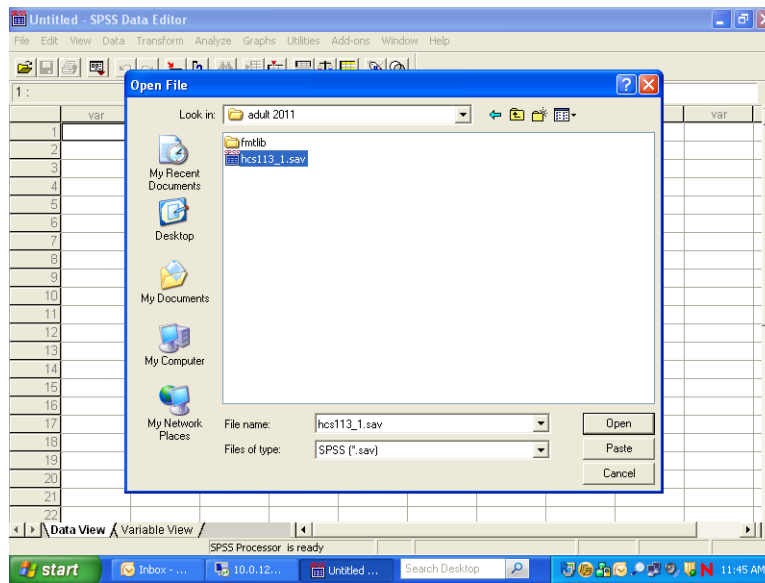 Untitled - SPSS Data Editor
File Edit View Data Transform Analyze Graphs Utilities Add-ons Window Help
1 :
Open File
Look in: adult 2011
var
var
fmtlib
hcs113_1.sav
My Recent
Documents
Desktop
My Documents
My Computer
My Network
Places
File name: hcs113_1.sav Open
Files of type: SPSS (*.sav) Paste
Cancel
1
2
3
4
5
6
7
8
9
10
11
12
13
14
15
16
17
18
19
20
21
22
Data View Variable View
SPSS Processor is ready
start Inbox - ... 10.0.12... Untitled ... Search Desktop 11:45 AM